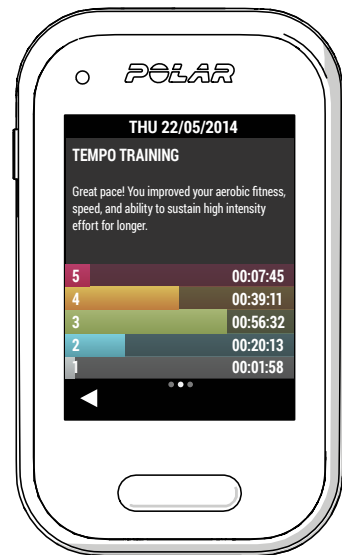 POLAR
THU 22/05/2014
TEMPO TRAINING
Great pace! You improved your aerobic fitness,
speed, and ability to sustain high intensity
effort for longer.
5 00:07:45
4 00:39:11
3 00:56:32
2 00:20:13
1 00:01:58